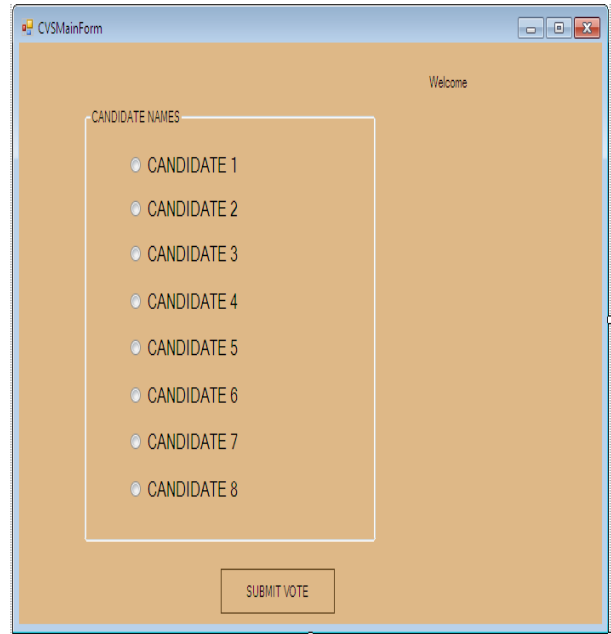 CVSMainForm
Welcome
CANDIDATE NAMES
CANDIDATE 1
CANDIDATE 2
CANDIDATE 3
CANDIDATE 4
CANDIDATE 5
CANDIDATE 6
CANDIDATE 7
CANDIDATE 8
SUBMIT VOTE